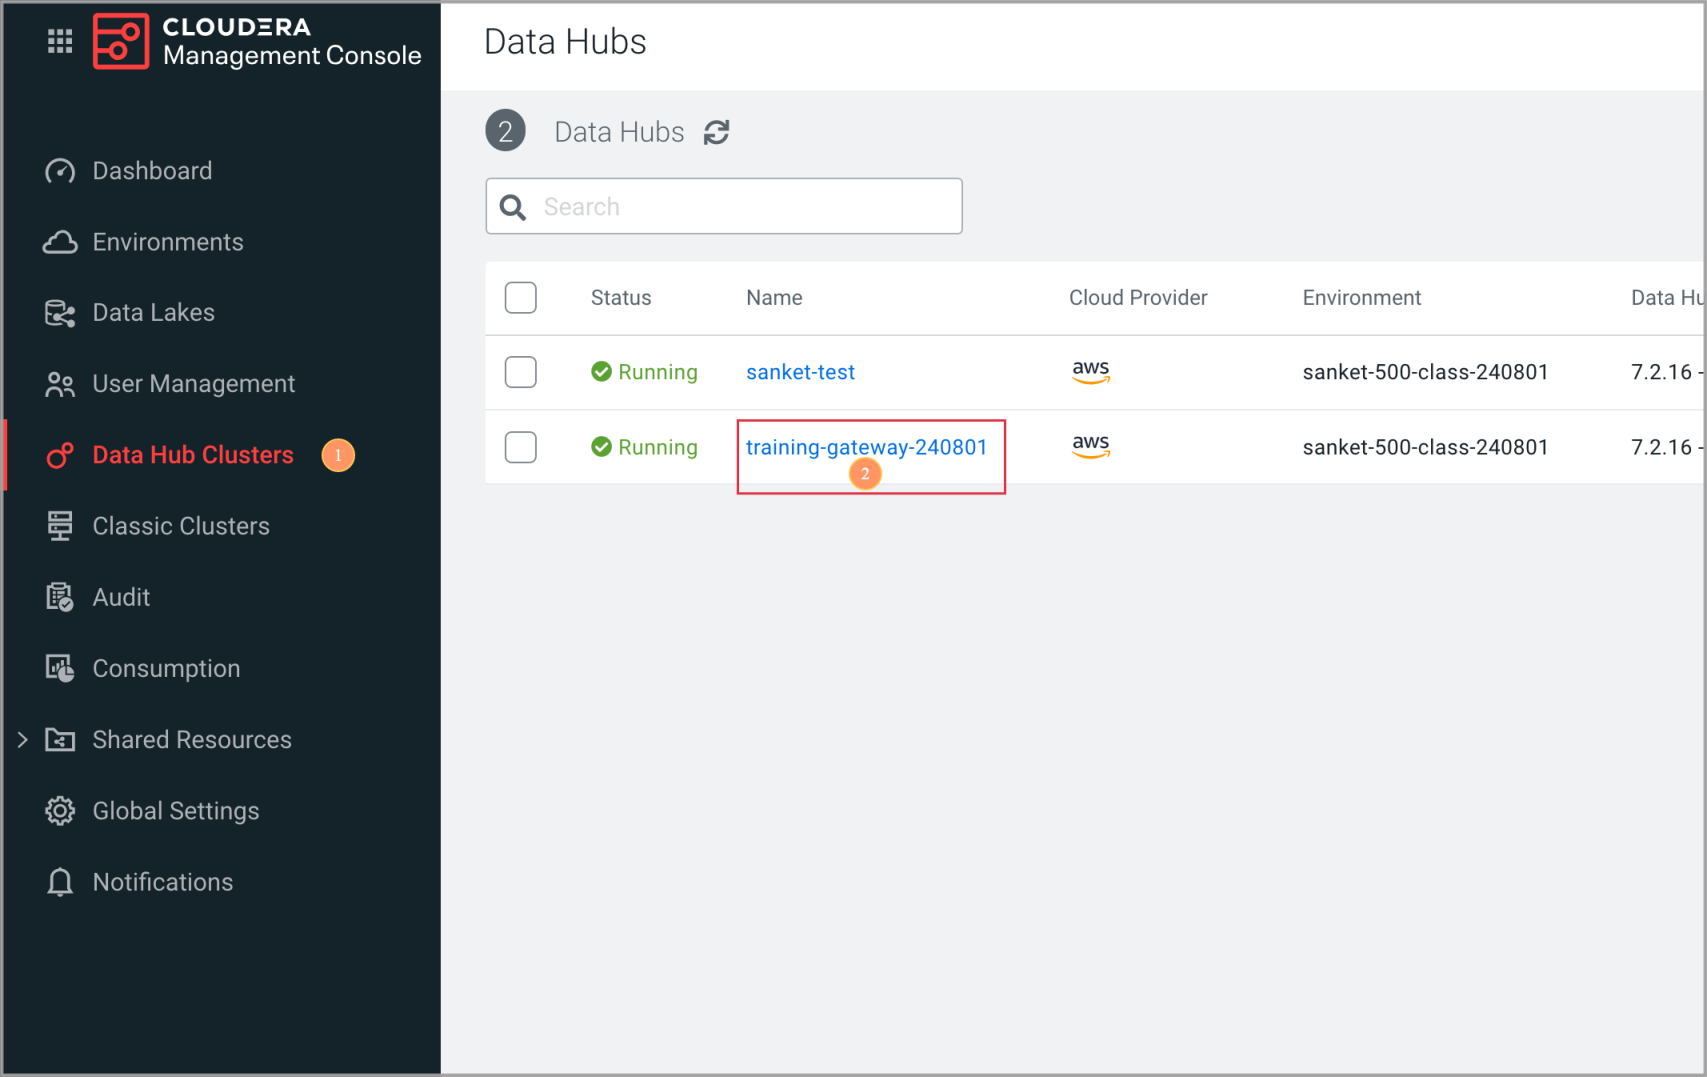 CLOUDERA
Management Console
Dashboard
Environments
Data Lakes
User Management
Data Hub Clusters 1
Classic Clusters
Audit
Consumption
Shared Resources
Global Settings
Notifications
Data Hubs
2 Data Hubs
Search
Status Name Cloud Provider Environment Data Hu
Running sanket-test aws sanket-500-class-240801 7.2.16 -
Running training-gateway-240801 aws sanket-500-class-240801 7.2.16 -
2